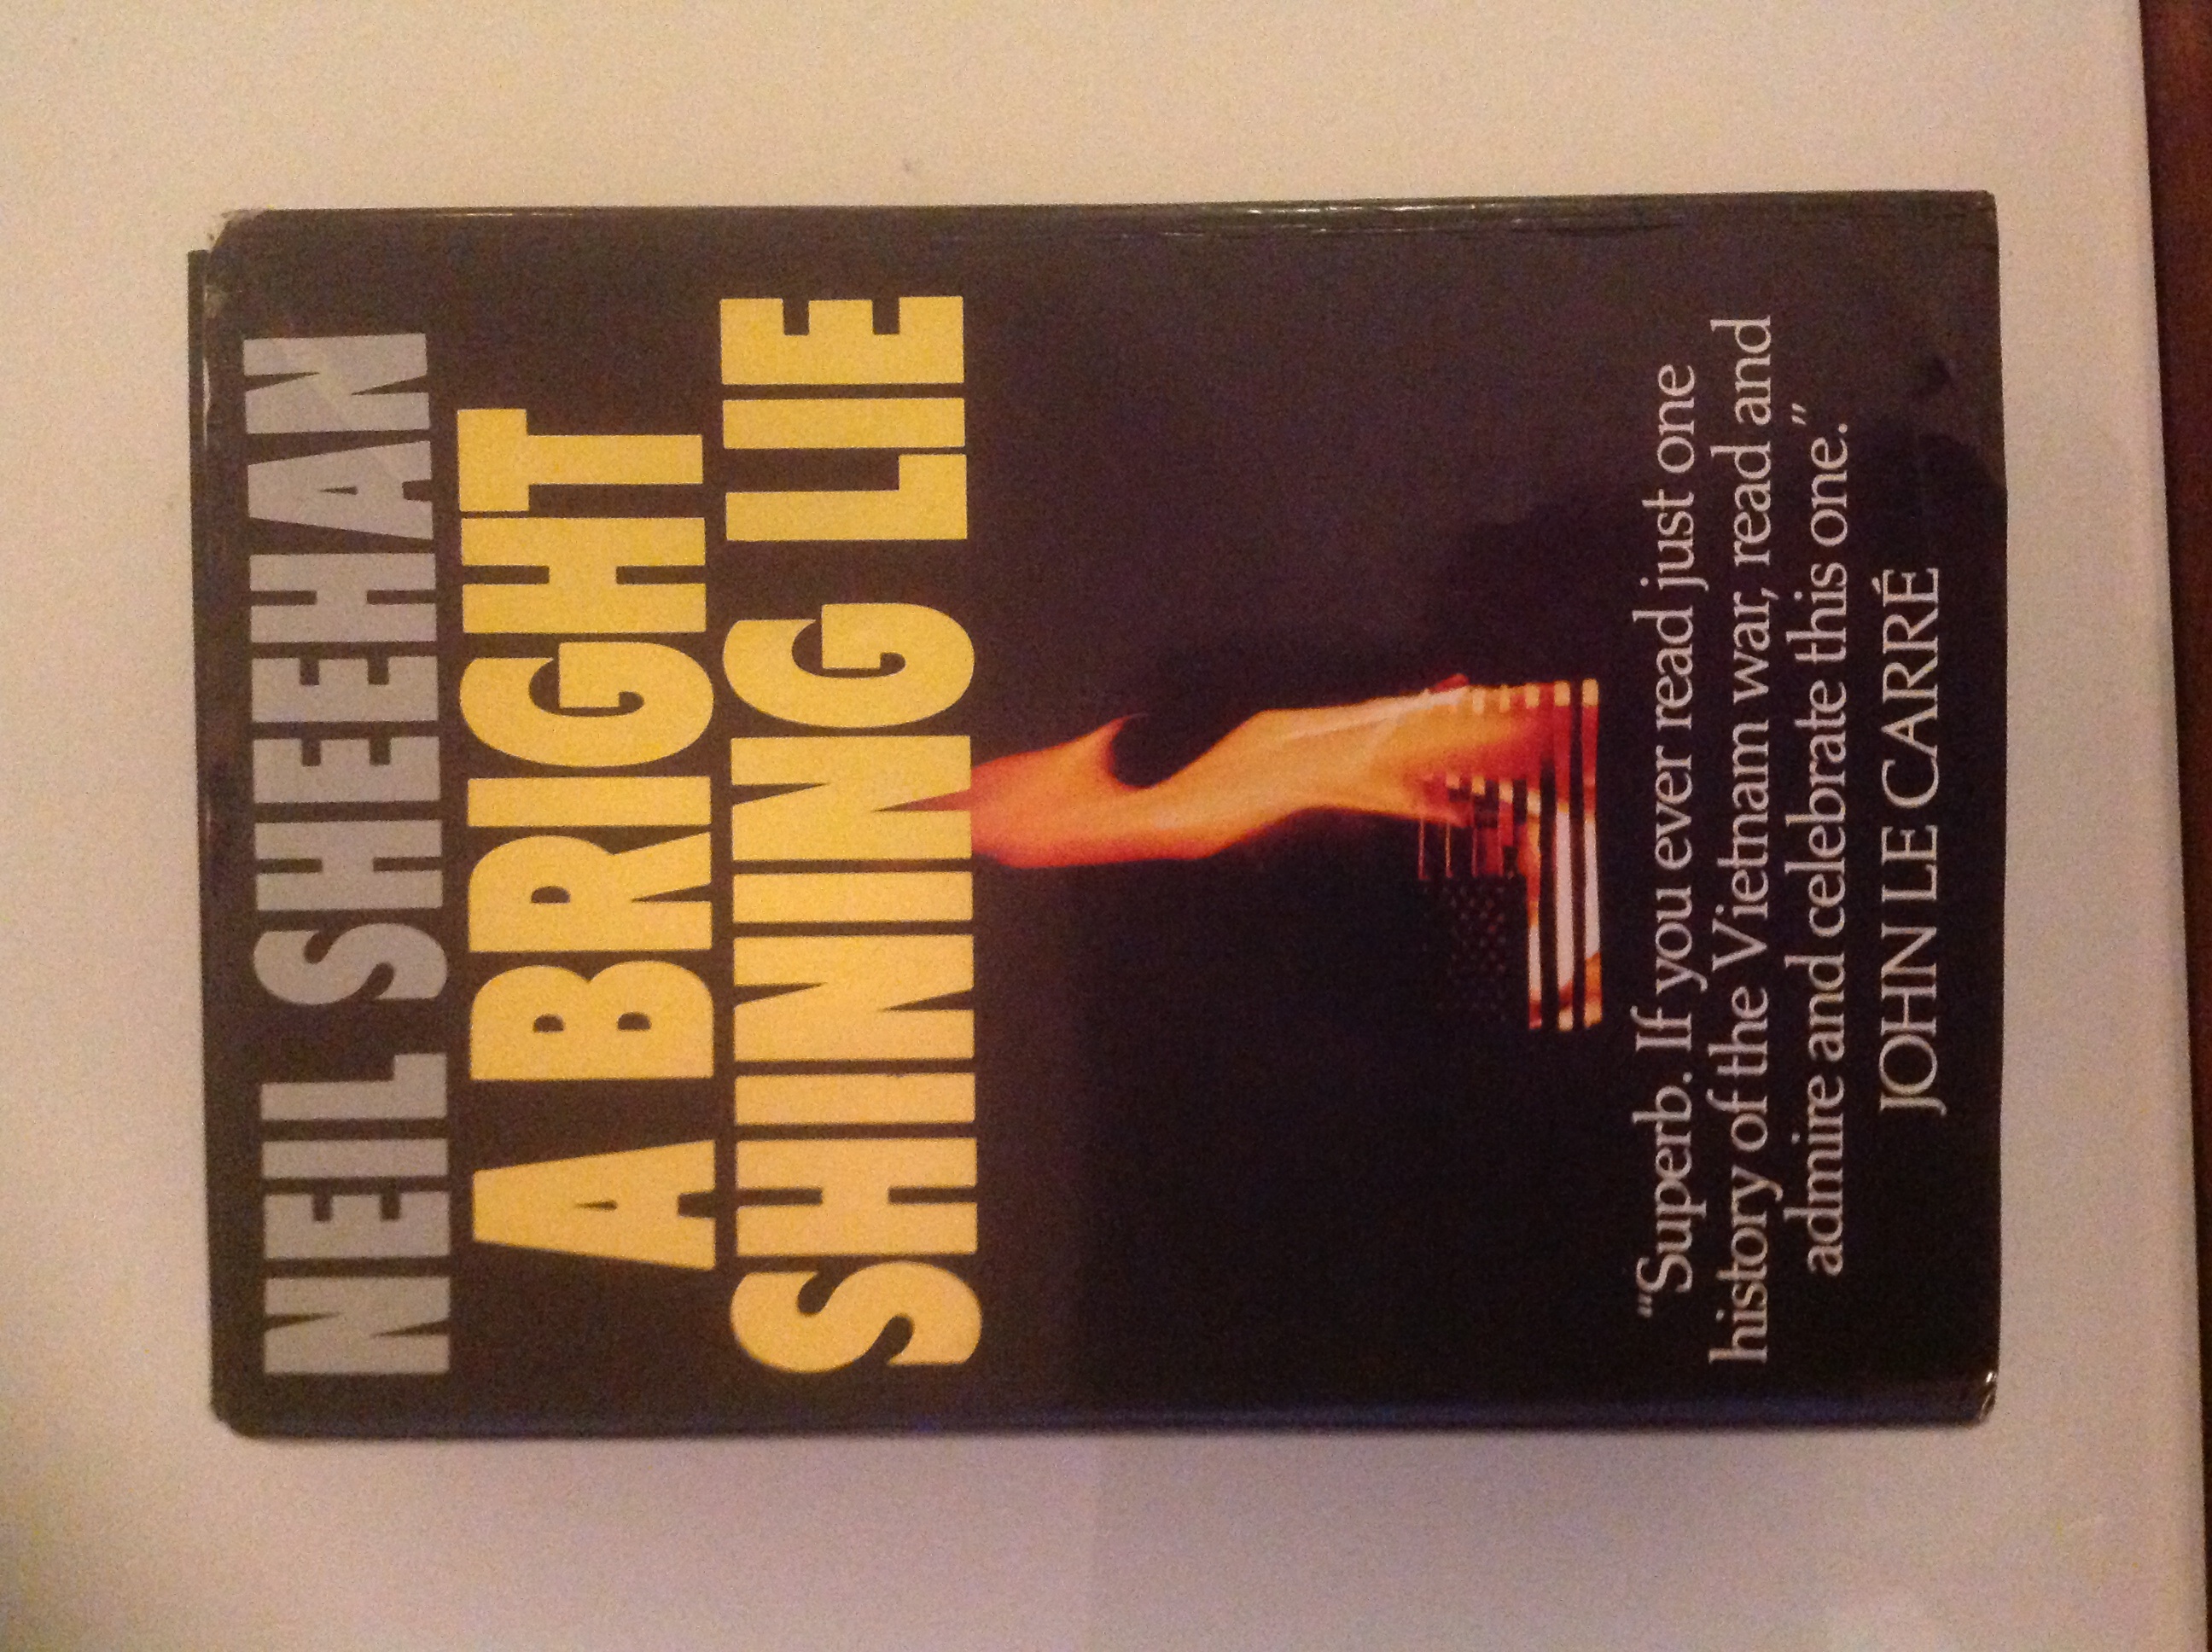 NEIL SHEEHAN
A BRIGHT
SHINING LIE
"Superb. If you ever read just one
history of the Vietnam war, read and
admire and celebrate this one."
JOHN LE CARRÉ